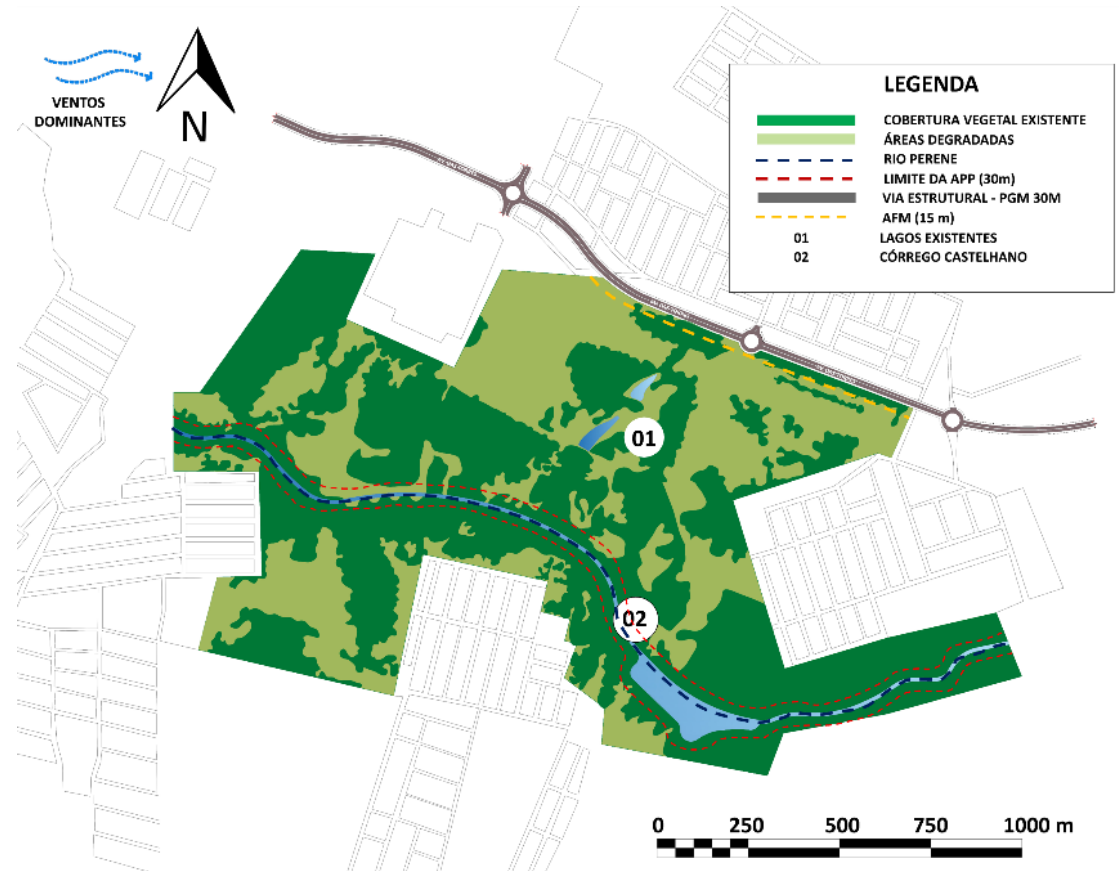 VENTOS
DOMINANTES
N
LEGENDA
COBERTURA VEGETAL EXISTENTE
ÁREAS DEGRADADAS
RIO PERENE
LIMITE DA APP (30m)
VIA ESTRUTURAL - PGM 30M
AFM (15 m)
01 LAGOS EXISTENTES
02 CÓRREGO CASTELHANO
01
02
0 250 500 750 1000 m